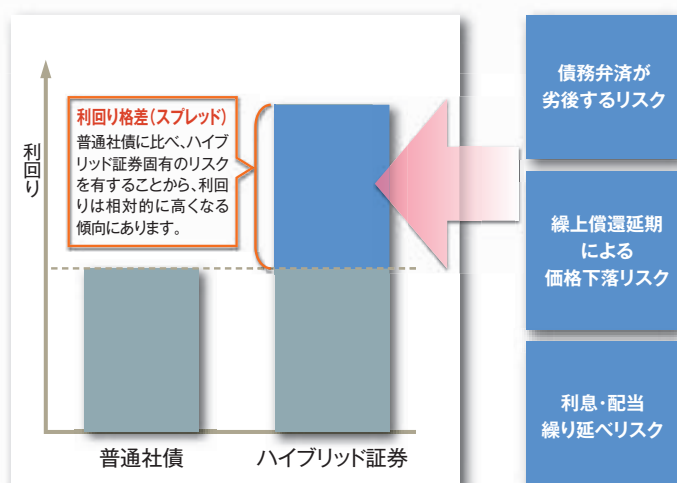 利回り
利回り格差(スプレッド)
普通社債に比べ、ハイブ
リッド証券固有のリスク
を有することから、利回
りは相対的に高くなる
傾向にあります。
普通社債
ハイブリッド証券
債務弁済が
劣後するリスク
繰上償還延期
による
価格下落リスク
利息・配当
繰り延べリスク